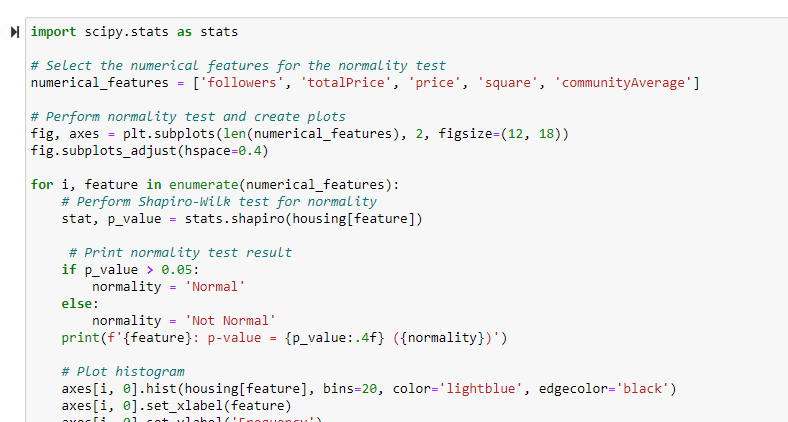 import scipy.stats as stats
# Select the numerical features for the normality test
numerical_features = ['followers', 'totalPrice', 'price', 'square', 'communityAverage']
# Perform normality test and create plots
fig, axes = plt.subplots(len(numerical_features), 2, figsize=(12, 18))
fig.subplots_adjust(hspace=0.4)
for i, feature in enumerate(numerical_features):
    # Perform Shapiro-Wilk test for normality
    stat, p_value = stats.shapiro(housing[feature])
     # Print normality test result
    if p_value > 0.05:
        normality = 'Normal'
    else:
        normality = 'Not Normal'
    print(f'{feature}: p-value = {p_value:.4f} ({normality})')
    # Plot histogram
    axes[i, 0].hist(housing[feature], bins=20, color='lightblue', edgecolor='black')
    axes[i, 0].set_xlabel(feature)
    axes[i, 0].set_ylabel('Frequency')